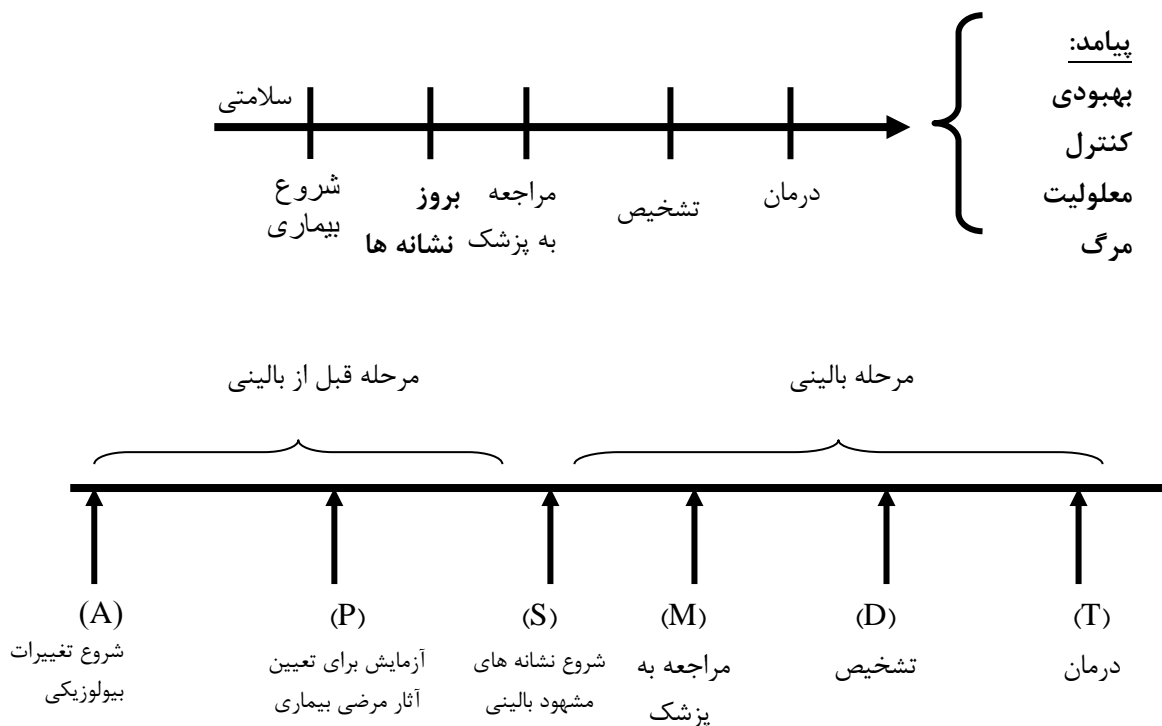 پیامد:
بهبودی
کنترل
معلولیت
مرگ
سلامتی
شروع
بیماری
بروز
نشانه ها
مراجعه
به پزشک
تشخیص
درمان
مرحله قبل از بالینی
مرحله بالینی
(A)
شروع تغییرات
بیولوزیکی
(P)
آزمایش برای تعیین
آثار مرضی بیماری
(S)
شروع نشانه های
مشهود بالینی
(M)
مراجعه به
پزشک
(D)
تشخیص
(T)
درمان